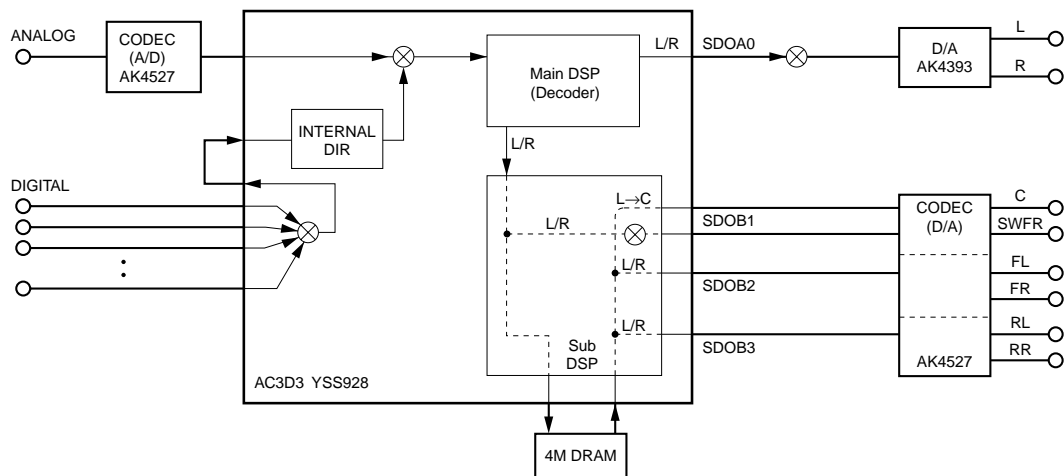 ANALOG
CODEC
(A/D)
AK4527
INTERNAL
DIR
DIGITAL
:
Main DSP
(Decoder)
L/R
SDOA0
D/A
AK4393
L
R
L/R
L→C
L/R
L/R
L/R
Sub
DSP
SDOB1
SDOB2
SDOB3
CODEC
(D/A)
AK4527
C
SWFR
FL
FR
RL
RR
AC3D3 YSS928
4M DRAM